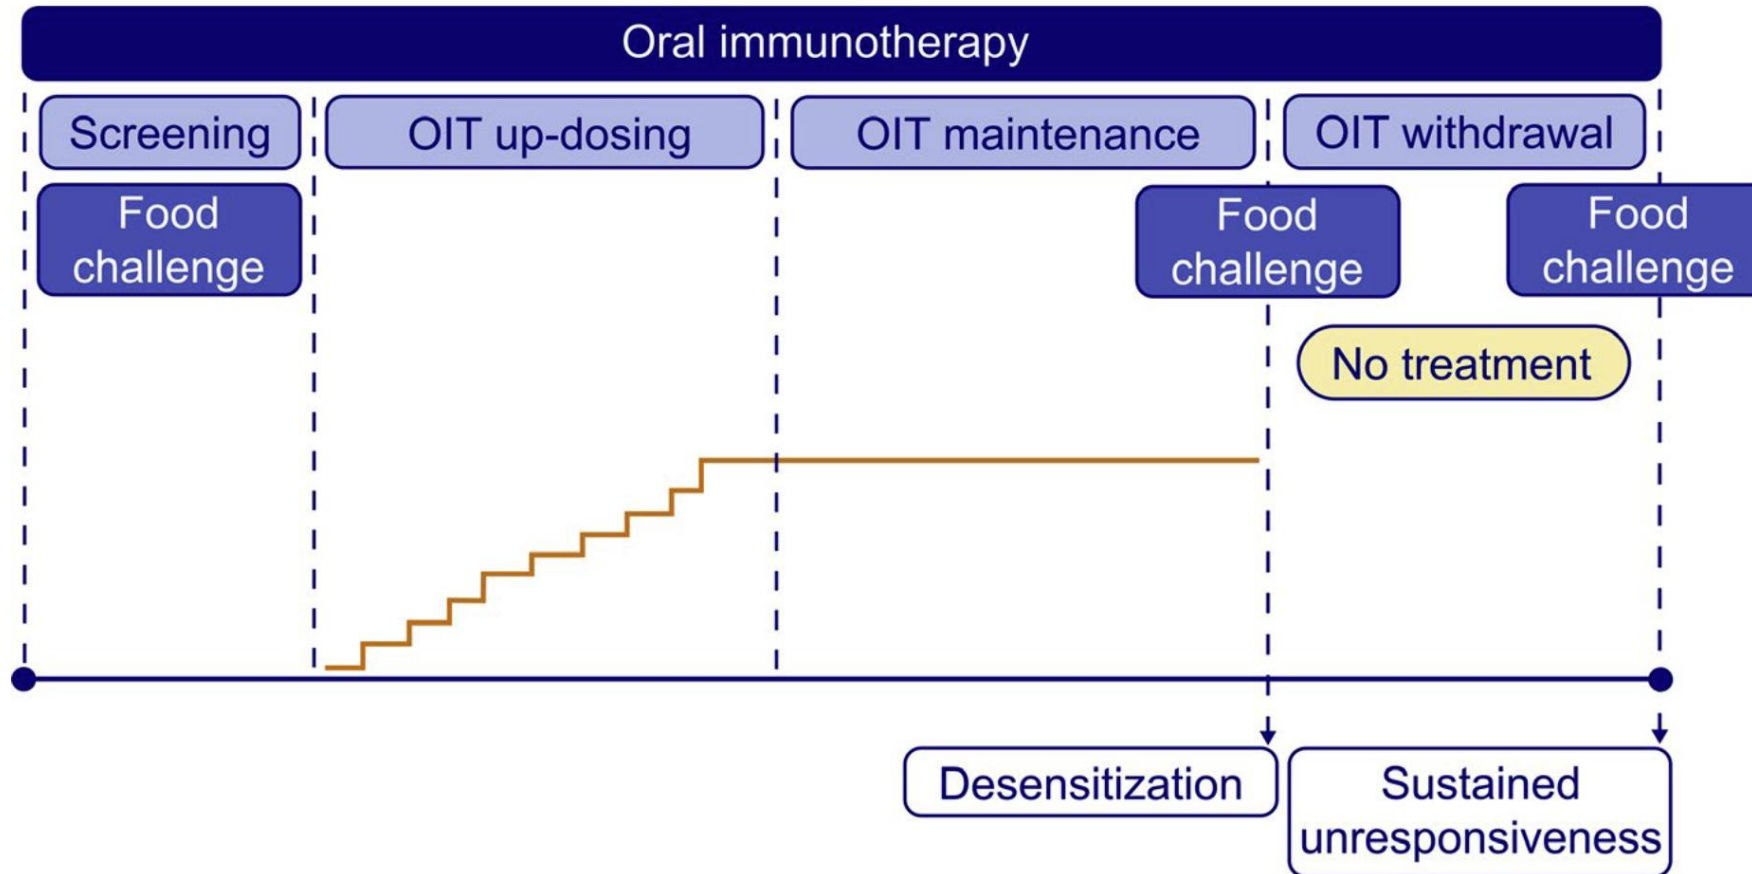 Oral immunotherapy
Screening
OIT up-dosing
OIT maintenance
OIT withdrawal
Food
challenge
Food
challenge
Food
challenge
No treatment
Desensitization
Sustained
unresponsiveness